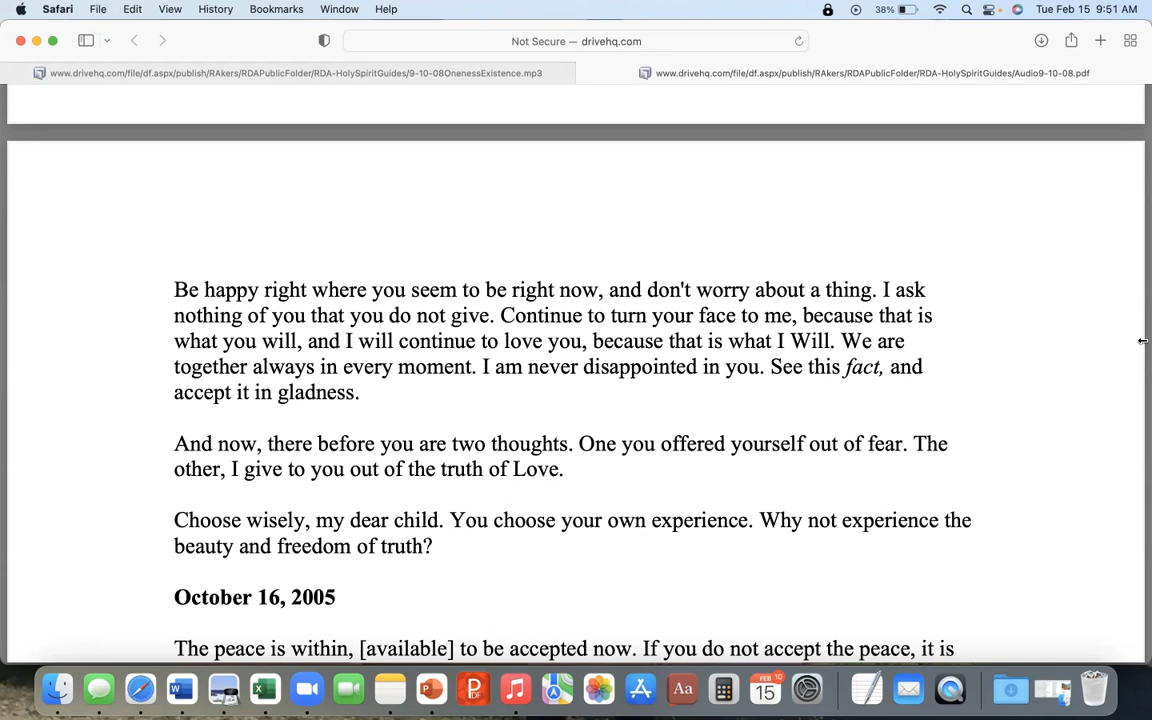 Safari File Edit View History Bookmarks Window Help 38% Tue Feb 15 9:51 AM
Not Secure — drivehq.com
www.drivehq.com/file/df.aspx/publish/RAkers/RDAPublicFolder/RDA-HolySpiritGuides/9-10-08OnenessExistence.mp3
www.drivehq.com/file/df.aspx/publish/RAkers/RDAPublicFolder/RDA-HolySpiritGuides/Audio9-10-08.pdf
Be happy right where you seem to be right now, and don't worry about a thing. I ask
nothing of you that you do not give. Continue to turn your face to me, because that is
what you will, and I will continue to love you, because that is what I Will. We are
together always in every moment. I am never disappointed in you. See this fact, and
accept it in gladness.
And now, there before you are two thoughts. One you offered yourself out of fear. The
other, I give to you out of the truth of Love.
Choose wisely, my dear child. You choose your own experience. Why not experience the
beauty and freedom of truth?
October 16, 2005
The peace is within, [available] to be accepted now. If you do not accept the peace, it is
W X P P PDF A Aa FEB 10 15